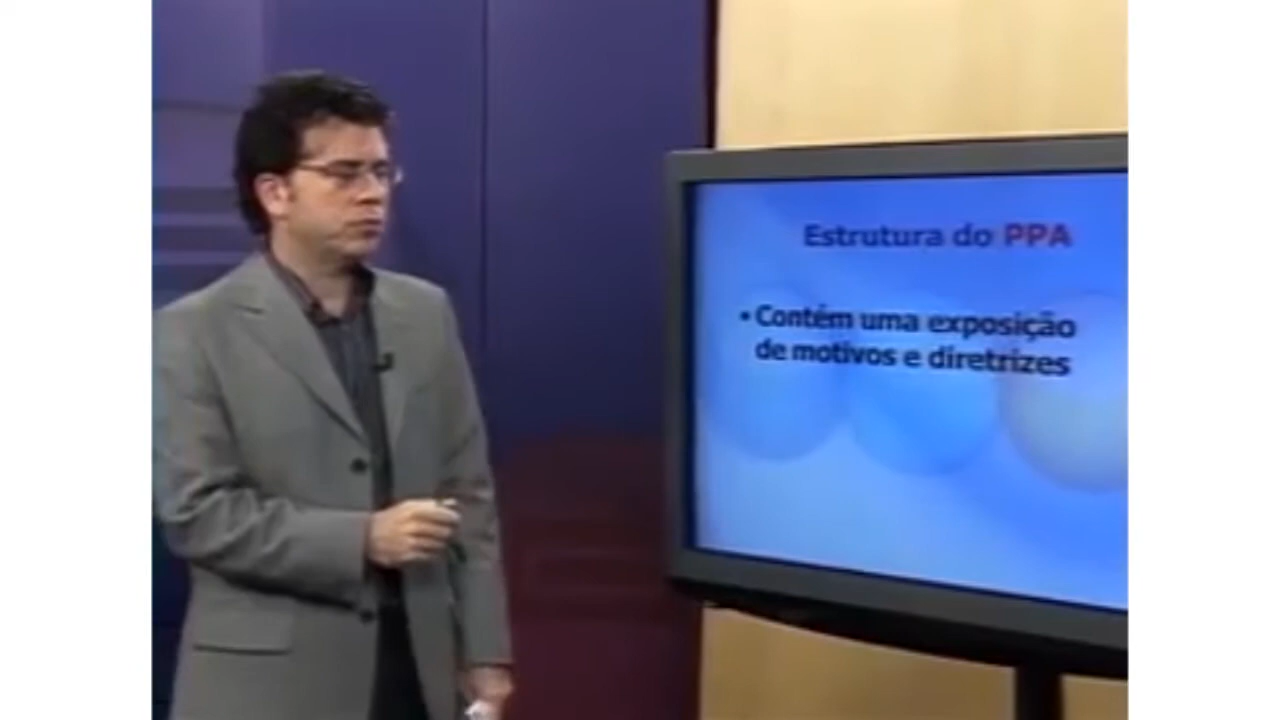 Estrutura do PPA
• Contém uma exposição
de motivos e diretrizes